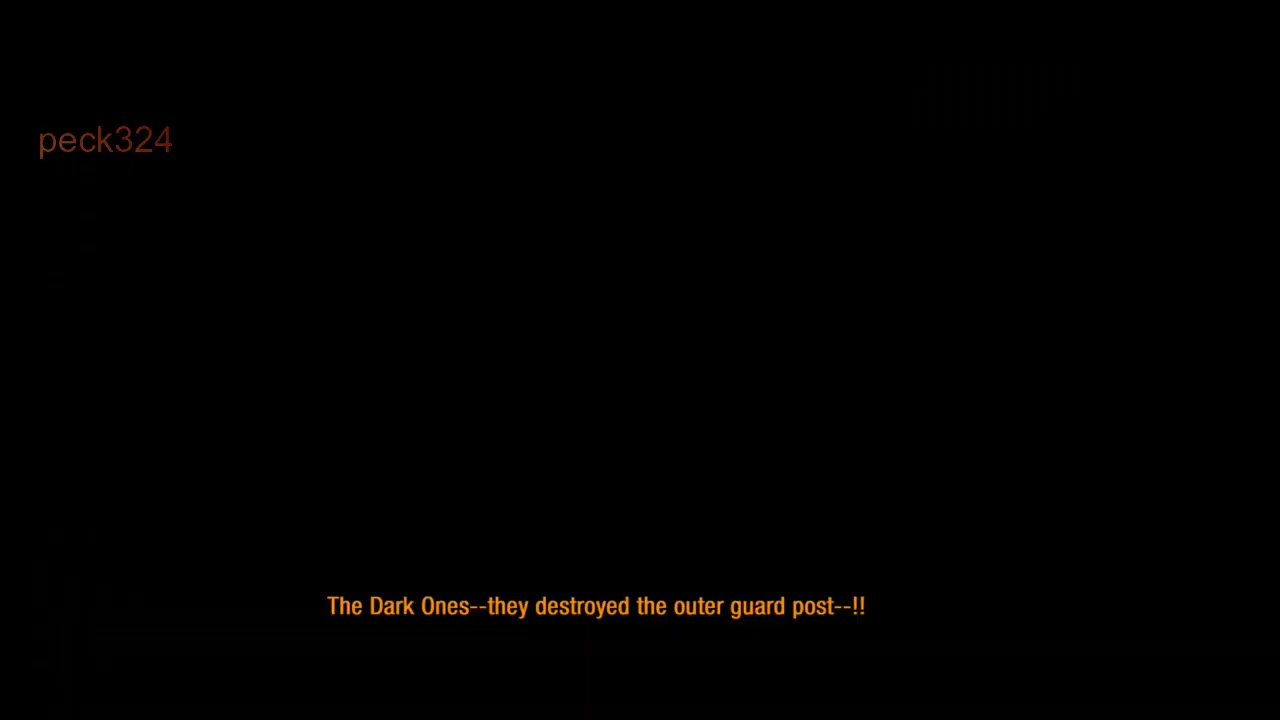 peck324
The Dark Ones--they destroyed the outer guard post--!!